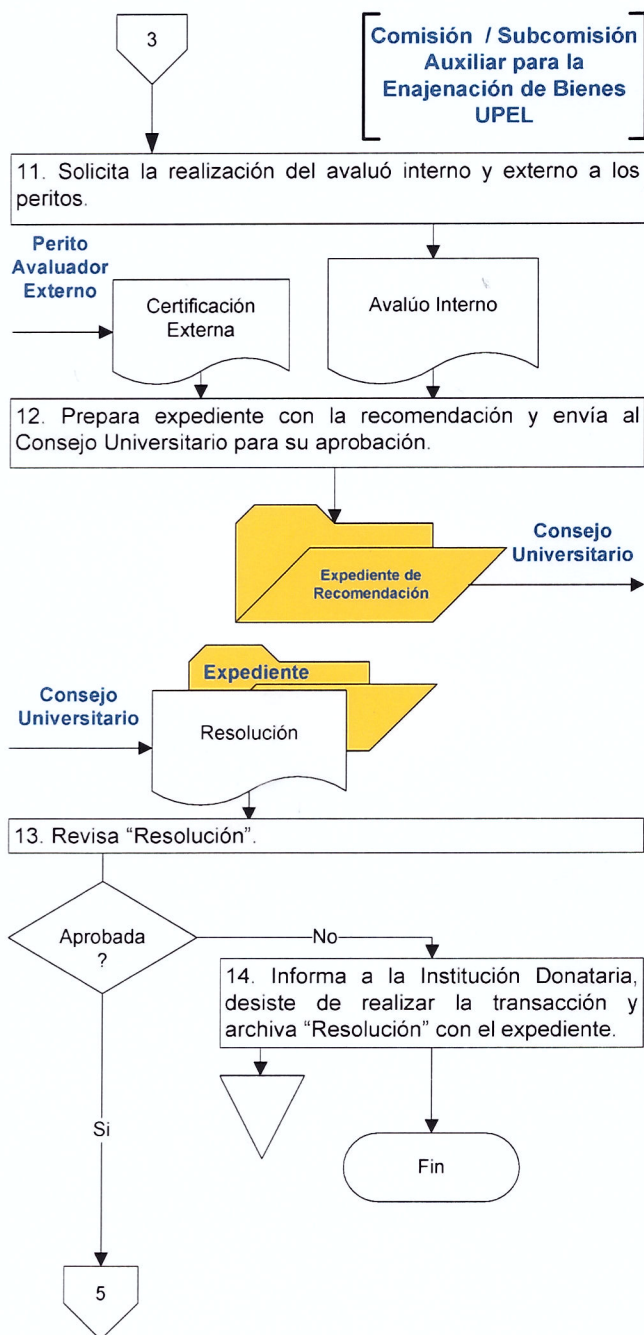 3
Comisión / Subcomisión
Auxiliar para la
Enajenación de Bienes
UPEL
11. Solicita la realización del avaluó interno y externo a los
peritos.
Perito
Avaluador
Externo
Certificación
Externa
Avalúo Interno
12. Prepara expediente con la recomendación y envía al
Consejo Universitario para su aprobación.
Expediente de
Recomendación
Consejo
Universitario
Expediente
Consejo
Universitario
Resolución
13. Revisa “Resolución”.
Aprobada
?
No
14. Informa a la Institución Donataria,
desiste de realizar la transacción y
archiva “Resolución” con el expediente.
Si
Fin
5